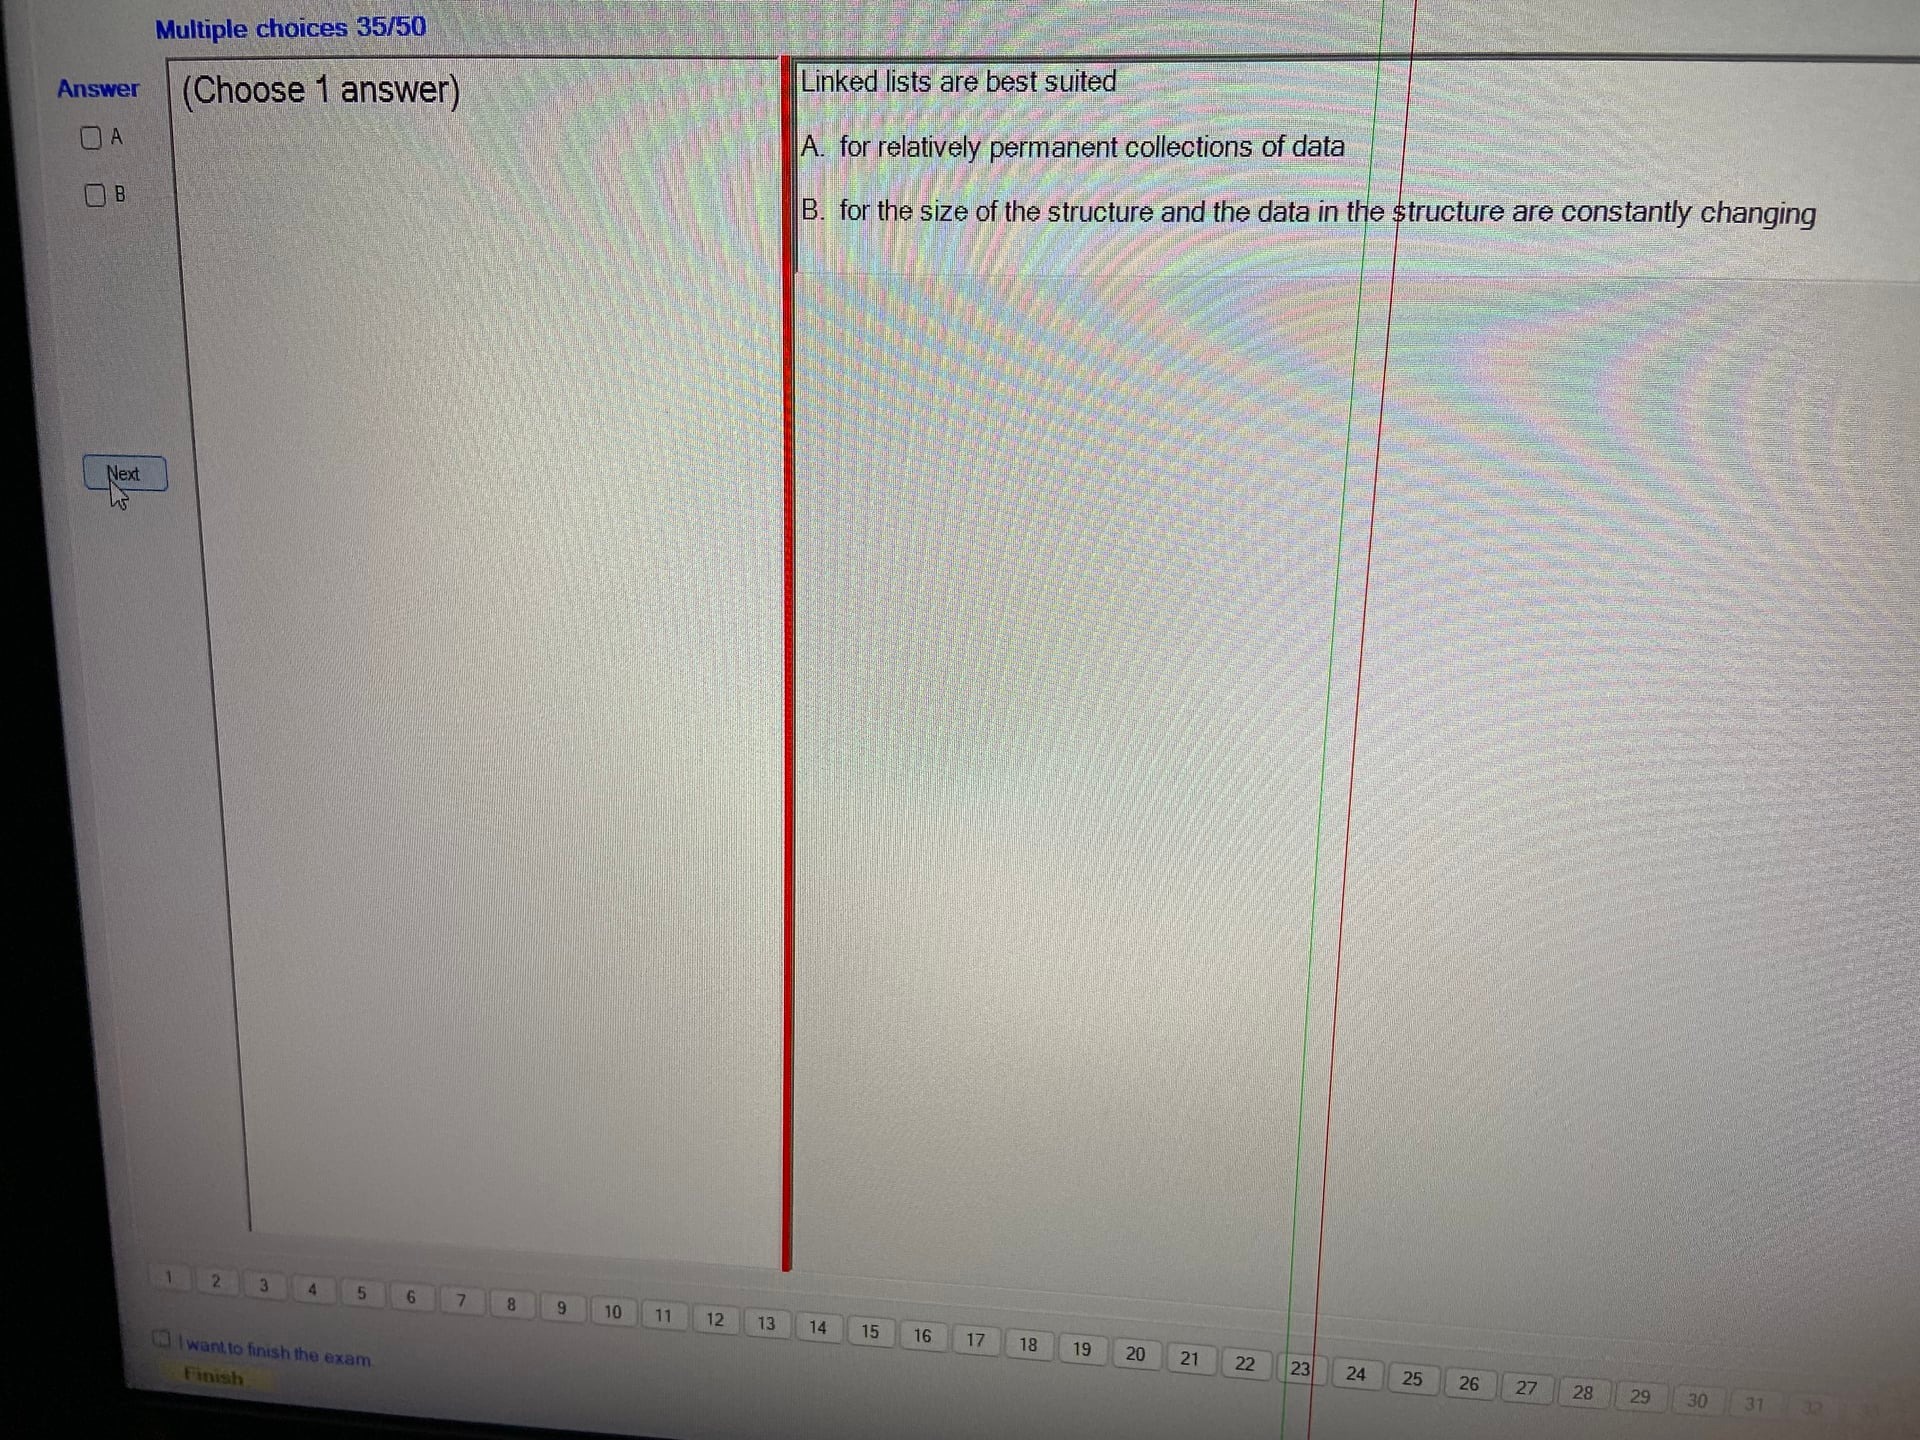 Multiple choices 35/50
Answer
A
B
Next
(Choose 1 answer)
Linked lists are best suited
A. for relatively permanent collections of data
B. for the size of the structure and the data in the structure are constantly changing
1 2 3 4 5 6 7 8 9 10 11 12 13 14 15 16 17 18 19 20 21 22 23 24 25 26 27 28 29 30 31 32
I want to finish the exam.
Finish